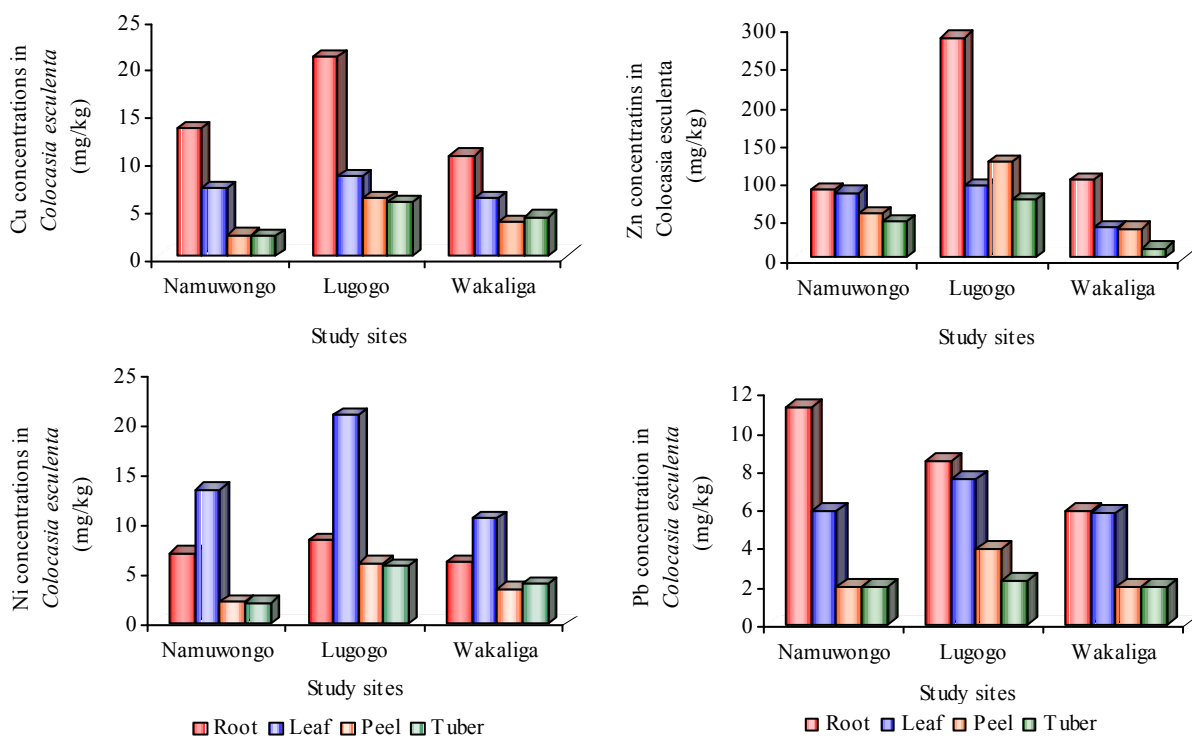 Cu concentrations in
Colocasia esculenta
(mg/kg)
25
20
15
10
5
0
Namuwongo Lugogo Wakaliga
Study sites
Zn concentratins in
Colocasia esculenta
(mg/kg)
300
250
200
150
100
50
0
Namuwongo Lugogo Wakaliga
Study sites
Ni concentrations in
Colocasia esculenta
(mg/kg)
25
20
15
10
5
0
Namuwongo Lugogo Wakaliga
Study sites
Root Leaf Peel Tuber
Pb concentration in
Colocasia esculenta
(mg/kg)
12
10
8
6
4
2
0
Namuwongo Lugogo Wakaliga
Study sites
Root Leaf Peel Tuber